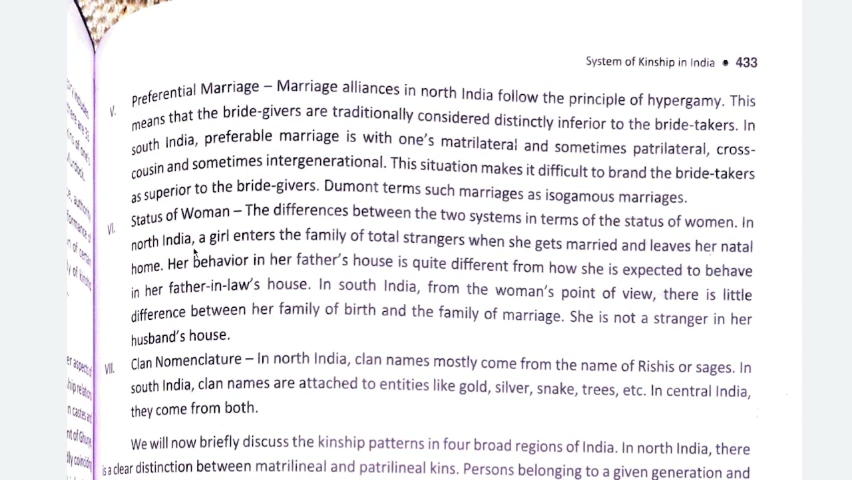 System of Kinship in India • 433
V. Preferential Marriage – Marriage alliances in north India follow the principle of hypergamy. This
means that the bride-givers are traditionally considered distinctly inferior to the bride-takers. In
south India, preferable marriage is with one's matrilateral and sometimes patrilateral, cross-
cousin and sometimes intergenerational. This situation makes it difficult to brand the bride-takers
as superior to the bride-givers. Dumont terms such marriages as isogamous marriages.
VI. Status of Woman – The differences between the two systems in terms of the status of women. In
north India, a girl enters the family of total strangers when she gets married and leaves her natal
home. Her behavior in her father's house is quite different from how she is expected to behave
in her father-in-law's house. In south India, from the woman's point of view, there is little
difference between her family of birth and the family of marriage. She is not a stranger in her
husband's house.
VII. Clan Nomenclature – In north India, clan names mostly come from the name of Rishis or sages. In
south India, clan names are attached to entities like gold, silver, snake, trees, etc. In central India,
they come from both.
We will now briefly discuss the kinship patterns in four broad regions of India. In north India, there
is a clear distinction between matrilineal and patrilineal kins. Persons belonging to a given generation and